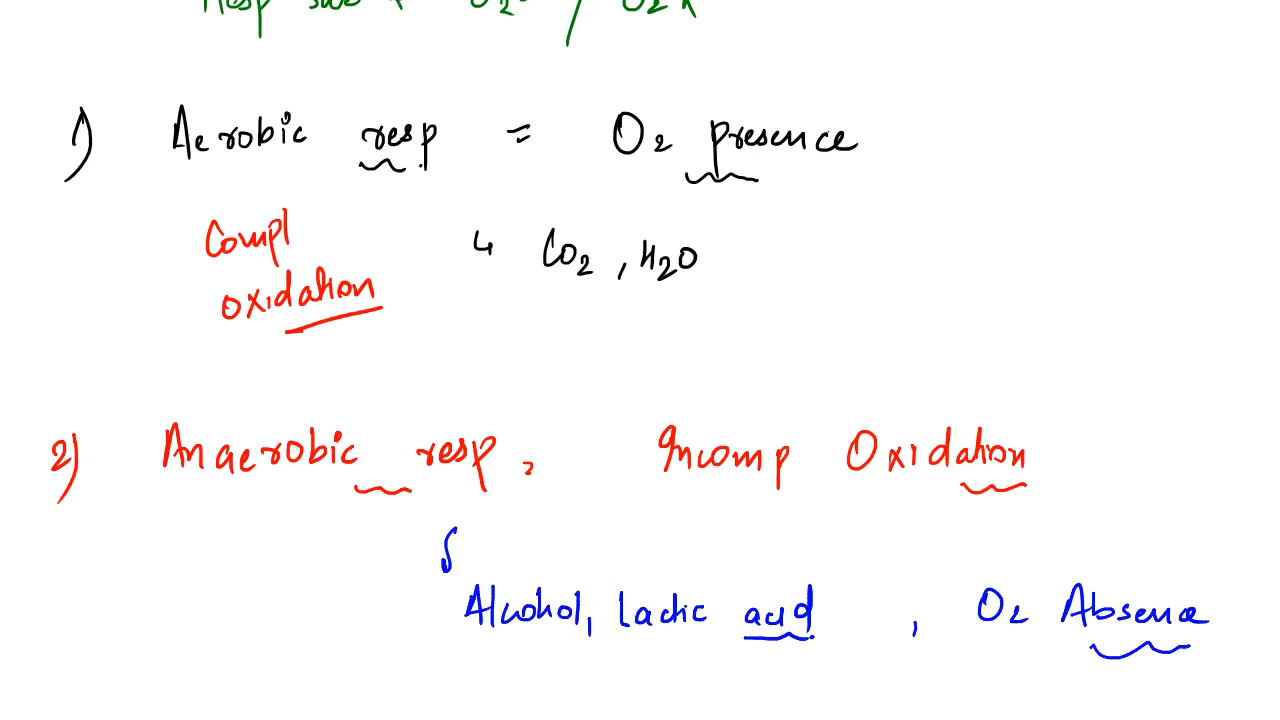 1) Aerobic resp = O2 presence
Compl
oxidation
↳ CO2, H2O
2) Anaerobic resp, Incomp Oxidation
Alcohol, lactic acid, O2 Absence